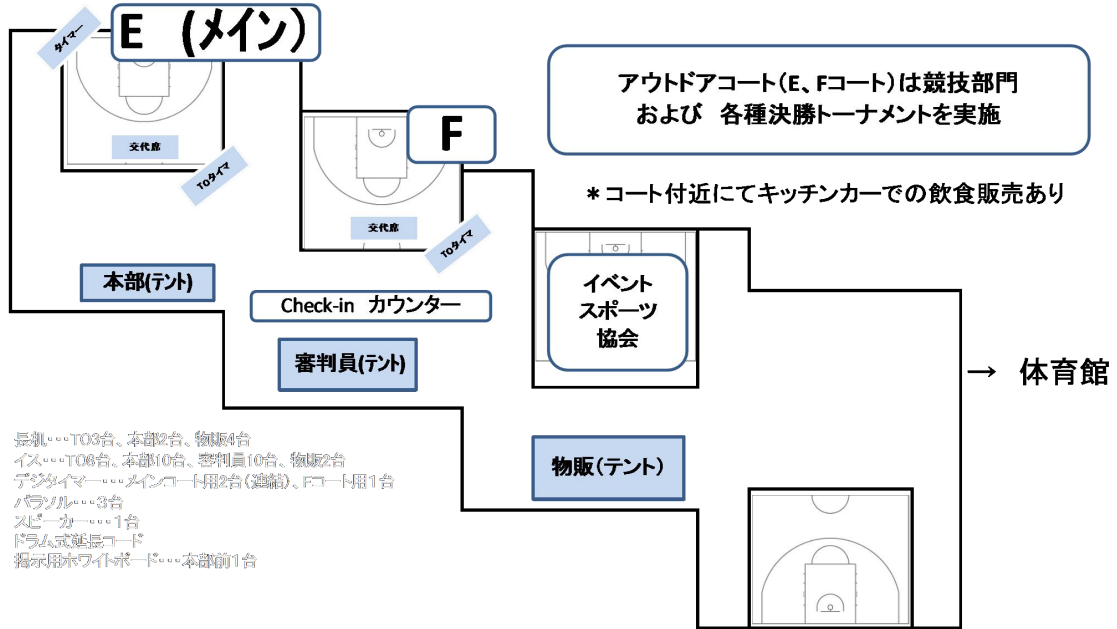 タイマー
E (メイン)
交代席
TOタイマ
F
交代席
TOタイマ
アウトドアコート(E、Fコート)は競技部門
および 各種決勝トーナメントを実施
*コート付近にてキッチンカーでの飲食販売あり
本部(テント)
Check-in カウンター
審判員(テント)
イベント
スポーツ
協会
→ 体育館
物販(テント)
長机・・・TO3台、本部2台、物販4台
イス・・・TO6台、本部10台、審判員10台、物販2台
デジタイマー・・・メインコート用2台(連結)、Fコート用1台
パラソル・・・3台
スピーカー・・・1台
ドラム式延長コード
掲示用ホワイトボード・・・本部前1台